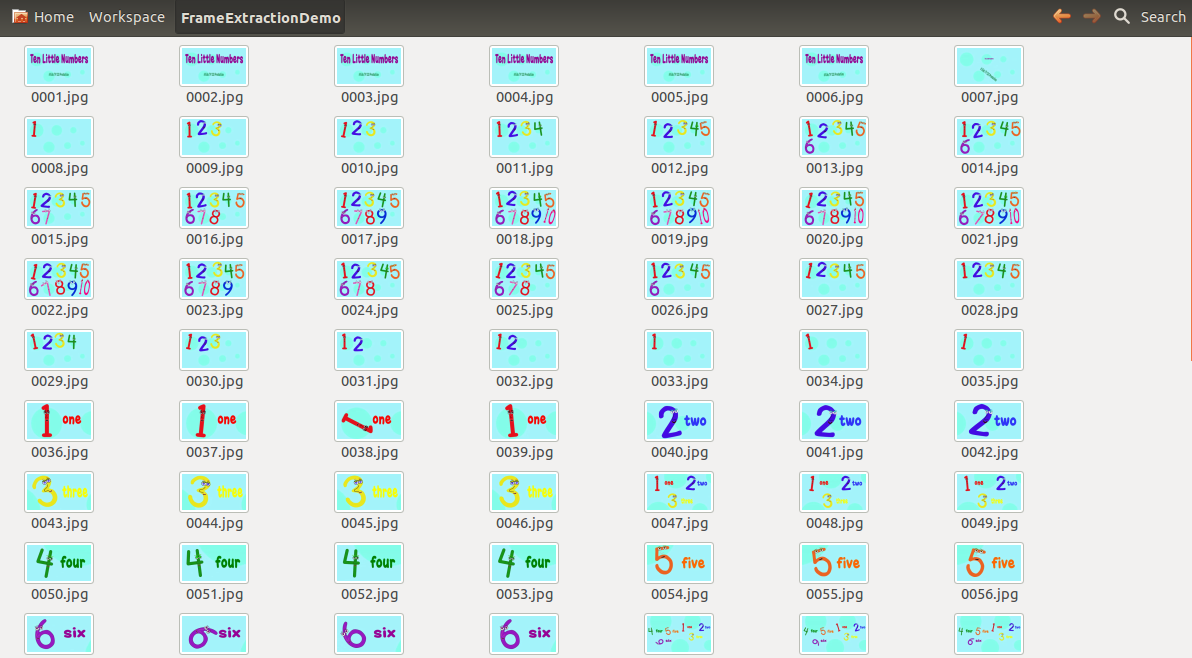 Home Workspace FrameExtractionDemo Search
Ten Little Numbers Ten Little Numbers Ten Little Numbers Ten Little Numbers Ten Little Numbers Ten Little Numbers
0001.jpg 0002.jpg 0003.jpg 0004.jpg 0005.jpg 0006.jpg 0007.jpg
1 1 2 3 1 2 3 1 2 3 4 1 2 3 4 5 1 2 3 4 5 1 2 3 4 5
6 6
0008.jpg 0009.jpg 0010.jpg 0011.jpg 0012.jpg 0013.jpg 0014.jpg
1 2 3 4 5 1 2 3 4 5 1 2 3 4 5 1 2 3 4 5 1 2 3 4 5 1 2 3 4 5 1 2 3 4 5
6 7 6 7 8 6 7 8 9 6 7 8 9 10 6 7 8 9 10 6 7 8 9 10 6 7 8 9 10
0015.jpg 0016.jpg 0017.jpg 0018.jpg 0019.jpg 0020.jpg 0021.jpg
1 2 3 4 5 1 2 3 4 5 1 2 3 4 5 1 2 3 4 5 1 2 3 4 5 1 2 3 4 5 1 2 3 4 5
6 7 8 9 10 6 7 8 9 6 7 8 6 7 8 6
0022.jpg 0023.jpg 0024.jpg 0025.jpg 0026.jpg 0027.jpg 0028.jpg
1 2 3 4 1 2 3 1 2 1 2 1 1 1
0029.jpg 0030.jpg 0031.jpg 0032.jpg 0033.jpg 0034.jpg 0035.jpg
1 one 1 one 1 one 1 one 2 two 2 two 2 two
0036.jpg 0037.jpg 0038.jpg 0039.jpg 0040.jpg 0041.jpg 0042.jpg
3 three 3 three 3 three 3 three 1 one 2 two 1 one 2 two 1 one 2 two
3 3 3
0043.jpg 0044.jpg 0045.jpg 0046.jpg 0047.jpg 0048.jpg 0049.jpg
4 four 4 four 4 four 4 four 5 five 5 five 5 five
0050.jpg 0051.jpg 0052.jpg 0053.jpg 0054.jpg 0055.jpg 0056.jpg
6 six 6 six 6 six 6 six